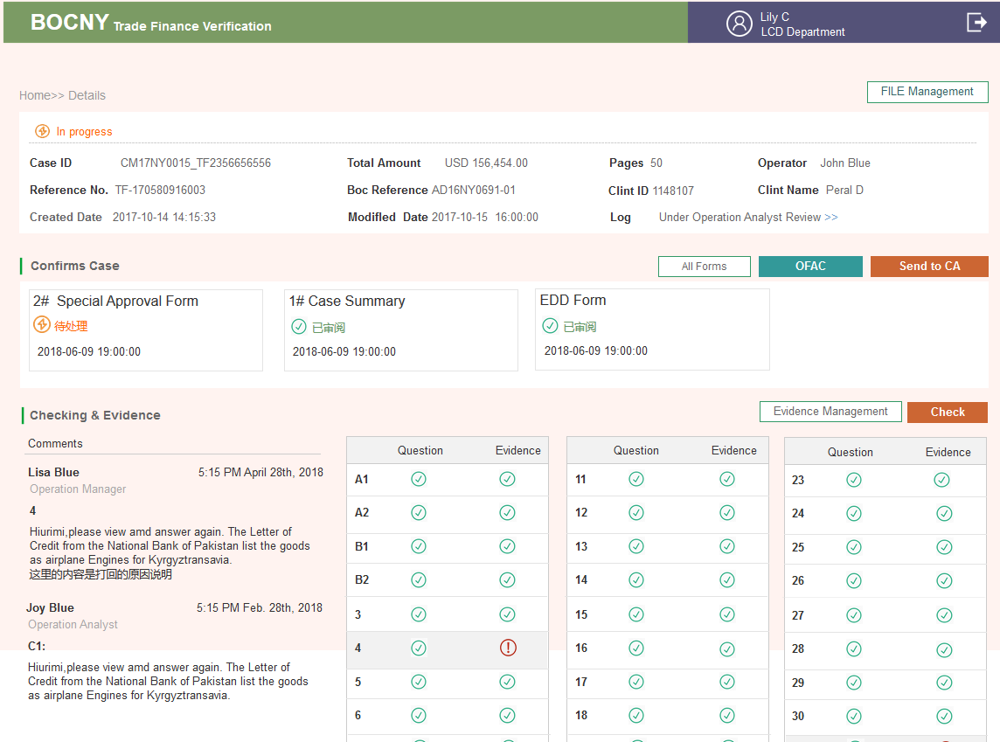 BOCNY Trade Finance Verification
Lily C
LCD Department
Home>> Details
FILE Management
In progress
Case ID CM17NY0015_TF2356656556 Total Amount USD 156,454.00 Pages 50 Operator John Blue
Reference No. TF-170580916003 Boc Reference AD16NY0691-01 Clint ID 1148107 Clint Name Peral D
Created Date 2017-10-14 14:15:33 Modifled Date 2017-10-15 16:00:00 Log Under Operation Analyst Review >>
Confirms Case All Forms OFAC Send to CA
2# Special Approval Form
待处理
2018-06-09 19:00:00
1# Case Summary
已审阅
2018-06-09 19:00:00
EDD Form
已审阅
2018-06-09 19:00:00
Checking & Evidence Evidence Management Check
Comments
Lisa Blue 5:15 PM April 28th, 2018
Operation Manager
4
Hiurimi,please view amd answer again. The Letter of
Credit from the National Bank of Pakistan list the goods
as airplane Engines for Kyrgyztransavia.
这里的内容是打回的原因说明
Joy Blue 5:15 PM Feb. 28th, 2018
Operation Analyst
C1:
Hiurimi,please view amd answer again. The Letter of
Credit from the National Bank of Pakistan list the goods
as airplane Engines for Kyrgyztransavia.
Question Evidence
A1
A2
B1
B2
3
4
5
6
Question Evidence
11
12
13
14
15
16
17
18
Question Evidence
23
24
25
26
27
28
29
30